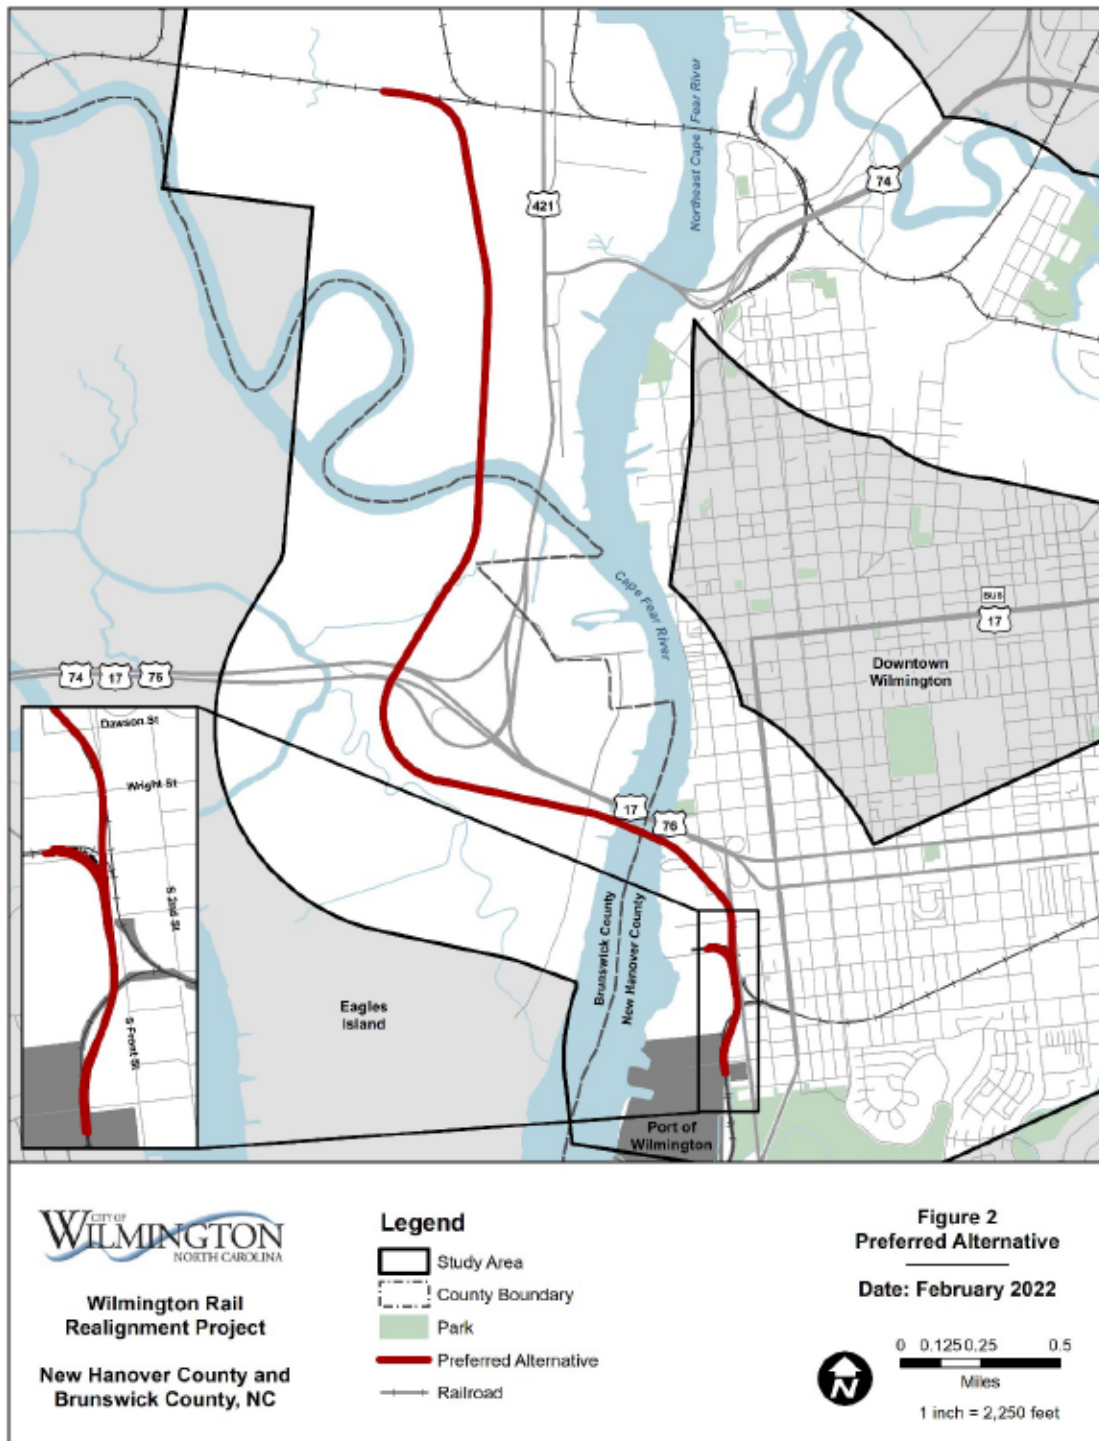 Northeast Cape Fear River
74
421
Cape Fear River
BUS
17
Downtown
Wilmington
74 17 76
Dawson St
Wright St
S 2nd St
S Front St
17
76
Brunswick County
New Hanover County
Eagles
Island
Port of
Wilmington
CITY OF
WILMINGTON
NORTH CAROLINA
Wilmington Rail
Realignment Project
New Hanover County and
Brunswick County, NC
Legend
Study Area
County Boundary
Park
Preferred Alternative
Railroad
Figure 2
Preferred Alternative
Date: February 2022
N
0 0.125 0.25 0.5
Miles
1 inch = 2,250 feet